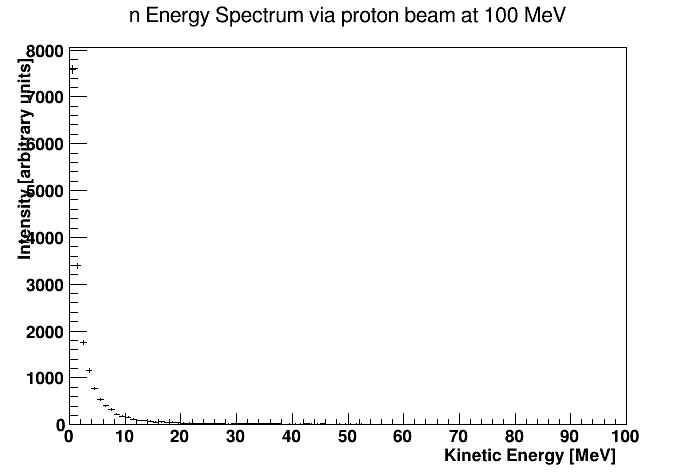 n Energy Spectrum via proton beam at 100 MeV
Intensity [arbitrary units]
8000
7000
6000
5000
4000
3000
2000
1000
0
0 10 20 30 40 50 60 70 80 90 100
Kinetic Energy [MeV]